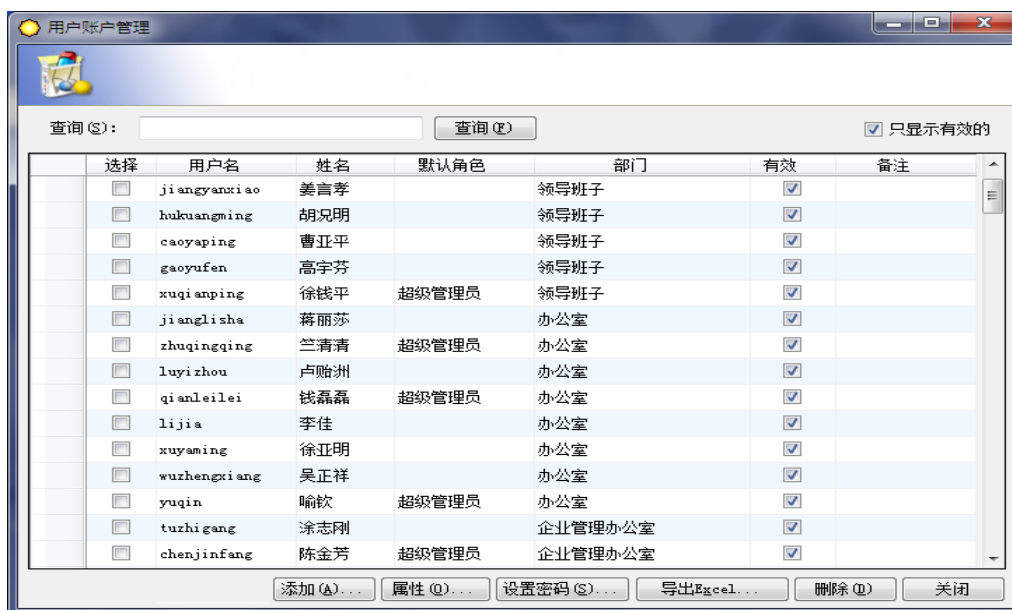 用户账户管理
查询(S): 查询(F) 只显示有效的
选择 用户名 姓名 默认角色 部门 有效 备注
jiangyanxiao 姜言孝 领导班子
hukuangming 胡况明 领导班子
caoyaping 曹亚平 领导班子
gaoyufen 高宇芬 领导班子
xuqianping 徐钱平 超级管理员 领导班子
jianglisha 蒋丽莎 办公室
zhuqingqing 竺清清 超级管理员 办公室
luyizhou 卢贻洲 办公室
qianleilei 钱磊磊 超级管理员 办公室
lijia 李佳 办公室
xuyaming 徐亚明 办公室
wuzhengxiang 吴正祥 办公室
yuqin 喻钦 超级管理员 办公室
tuzhigang 涂志刚 企业管理办公室
chenjinfang 陈金芳 超级管理员 企业管理办公室
添加(A)... 属性(O)... 设置密码(S)... 导出Excel... 删除(D) 关闭